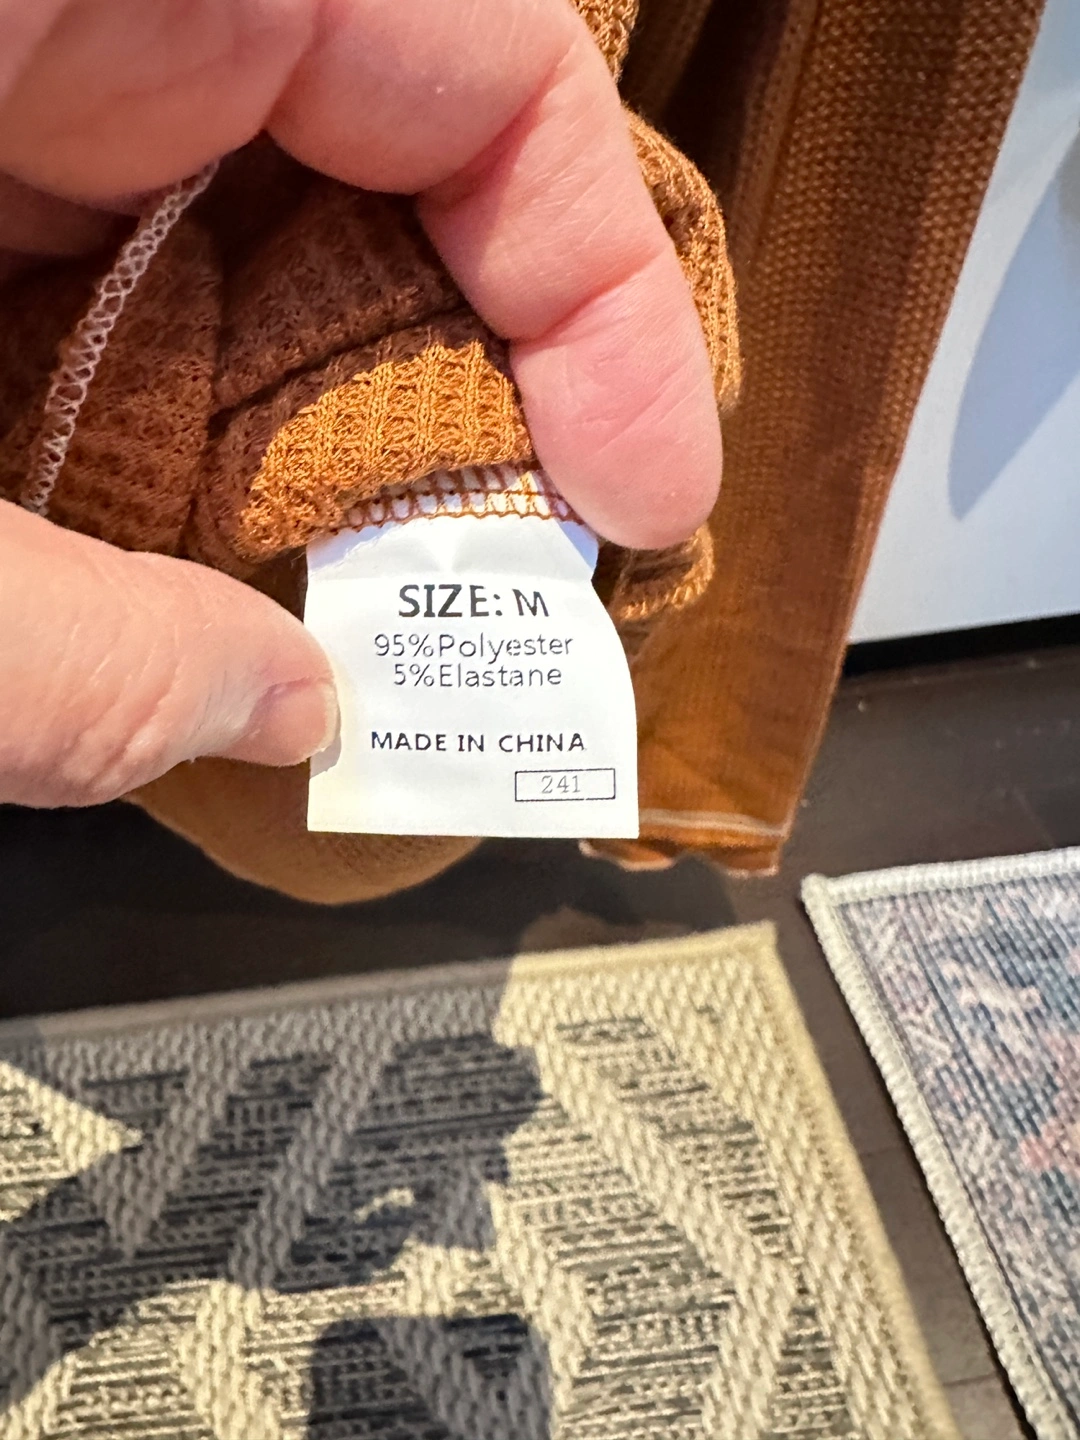 SIZE: M
95%Polyester
5%Elastane
MADE IN CHINA
241